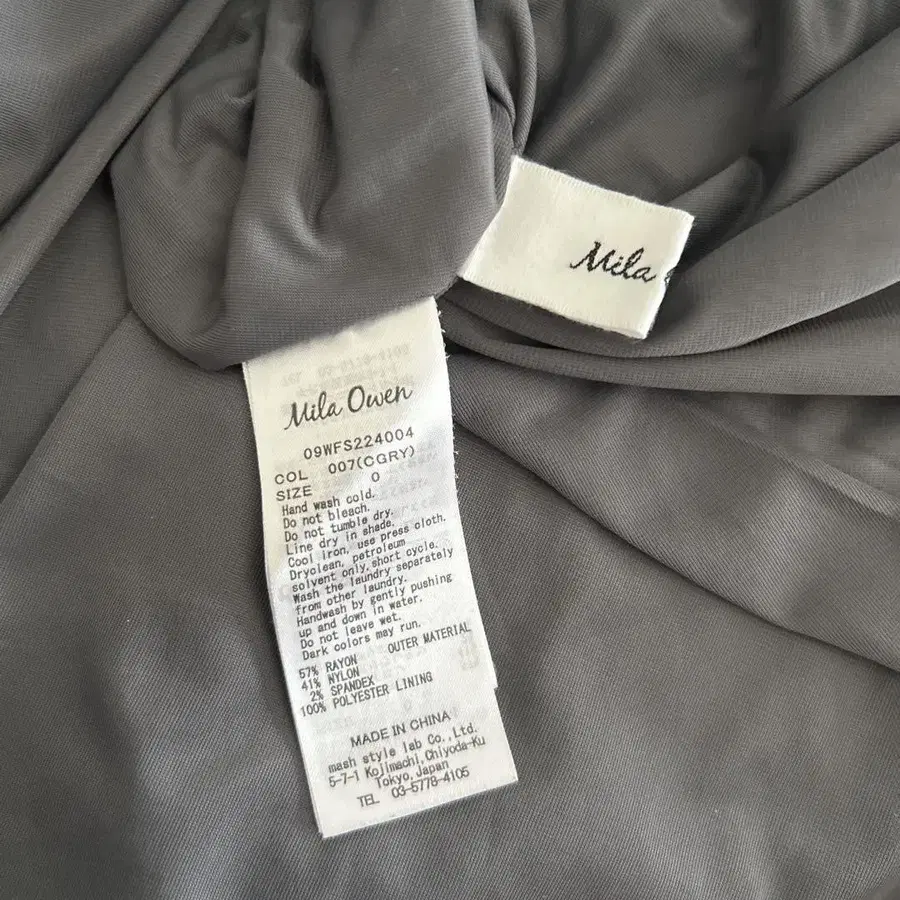 Mila
Mila Owen
09WFS224004
COL 007(CGRY)
SIZE 0
Hand wash cold.
Do not bleach.
Do not tumble dry.
Line dry in shade.
Cool iron, use press cloth.
Dryclean, petroleum
solvent only, short cycle.
Wash the laundry separately
from other laundry.
Handwash by gently pushing
up and down in water.
Do not leave wet.
Dark colors may run.
57% RAYON OUTER MATERIAL
41% NYLON
2% SPANDEX
100% POLYESTER LINING
MADE IN CHINA
mash style lab Co., Ltd.
5-7-1 Kojimachi, Chiyoda-Ku
Tokyo, Japan
TEL 03-5778-4105